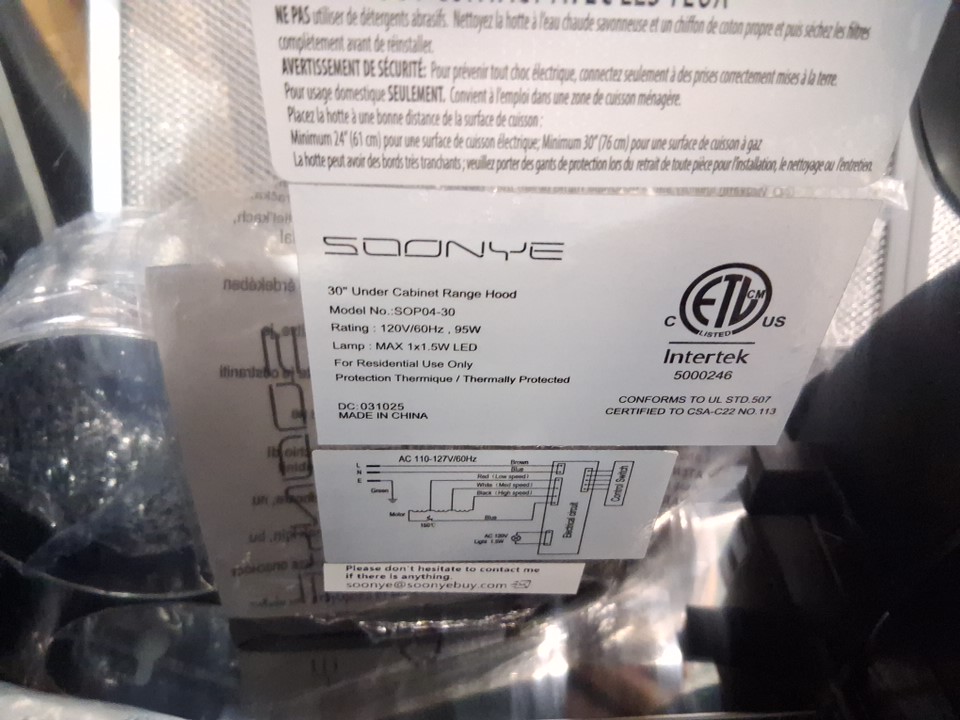 NE PAS utiliser de détergents abrasifs. Nettoyez la hotte à l'eau chaude savonneuse et un chiffon de coton propre et puis séchez les filtres
complètement avant de réinstaller.
AVERTISSEMENT DE SÉCURITÉ: Pour prévenir tout choc électrique, connectez seulement à des prises correctement mises à la terre.
Pour usage domestique SEULEMENT. Convient à l'emploi dans une zone de cuisson ménagère.
Placez la hotte à une bonne distance de la surface de cuisson :
Minimum 24" (61 cm) pour une surface de cuisson électrique; Minimum 30" (76 cm) pour une surface de cuisson à gaz
La hotte peut avoir des bords très tranchants ; veuillez porter des gants de protection lors du retrait de toute pièce pour l'installation, le nettoyage ou l'entretien.
SOONYE
30" Under Cabinet Range Hood
Model No.:SOP04-30
Rating : 120V/60Hz , 95W
Lamp : MAX 1x1.5W LED
For Residential Use Only
Protection Thermique / Thermally Protected
DC: 031025
MADE IN CHINA
ETL CM
C US
LISTED
Intertek
5000246
CONFORMS TO UL STD.507
CERTIFIED TO CSA-C22 NO.113
AC 110-127V/60Hz
L
N
E
Green
Brown
Blue
Red (Low speed)
White (Med speed)
Black (High speed)
Motor
150°C
Blue
AC 120V
Light 1.5W
Electrical circuit
Control Switch
Please don't hesitate to contact me
if there is anything.
soonye@soonyebuy.com